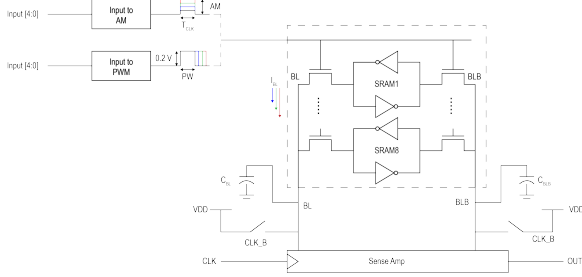 Input [4:0]
Input to
AM
AM
T_CLK
Input [4:0]
Input to
PWM
0.2 V
PW
I_BL
BL
BLB
SRAM1
SRAM8
C_BL
C_BLB
BL
BLB
VDD
VDD
CLK_B
CLK_B
CLK
Sense Amp
OUT